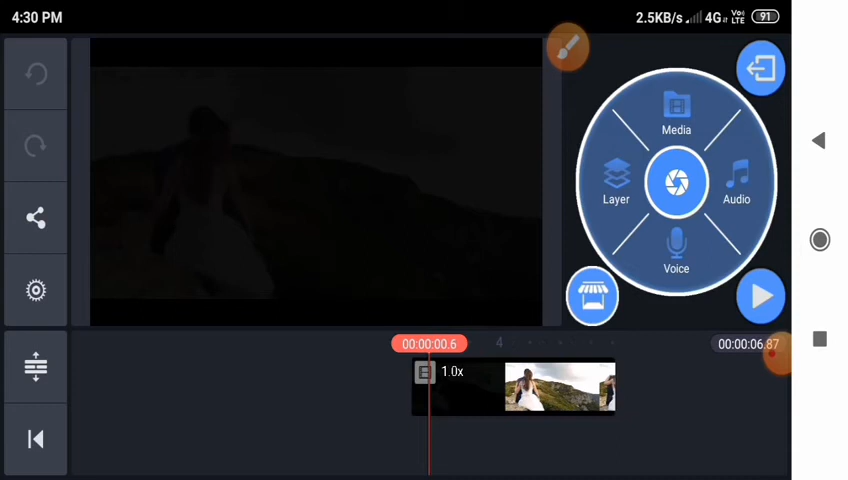 4:30 PM
2.5KB/s 4G Vo) LTE 91
Media
Layer
Audio
Voice
00:00:00.6
4
00:00:06.87
1.0x